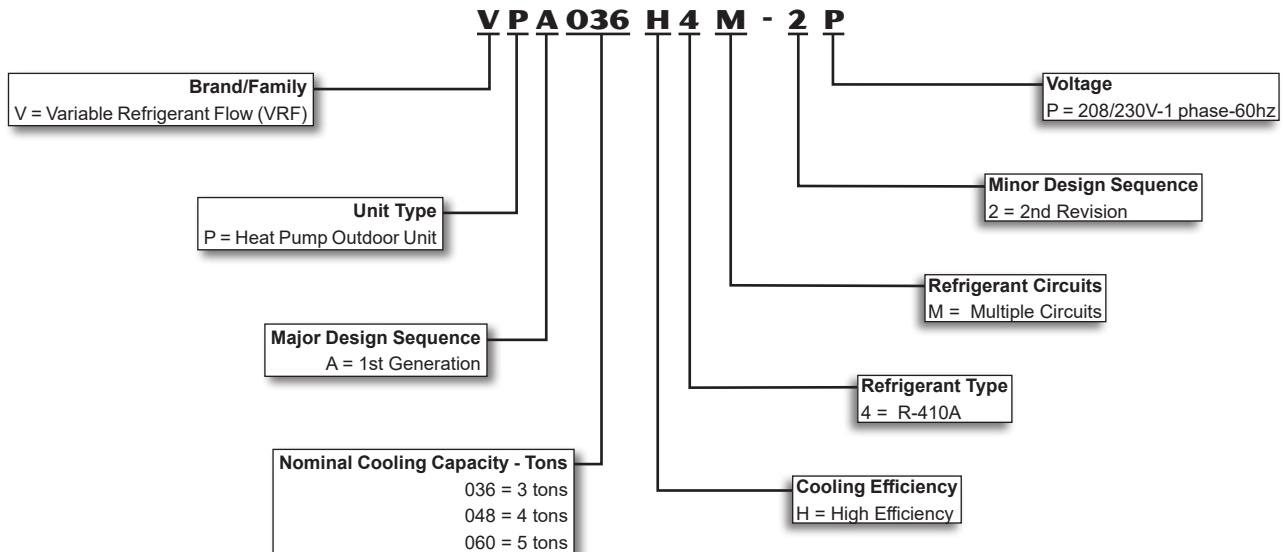 V P A 036 H 4 M - 2 P
Brand/Family
V = Variable Refrigerant Flow (VRF)
Voltage
P = 208/230V-1 phase-60hz
Unit Type
P = Heat Pump Outdoor Unit
Minor Design Sequence
2 = 2nd Revision
Refrigerant Circuits
M = Multiple Circuits
Major Design Sequence
A = 1st Generation
Refrigerant Type
4 = R-410A
Nominal Cooling Capacity - Tons
036 = 3 tons
048 = 4 tons
060 = 5 tons
Cooling Efficiency
H = High Efficiency